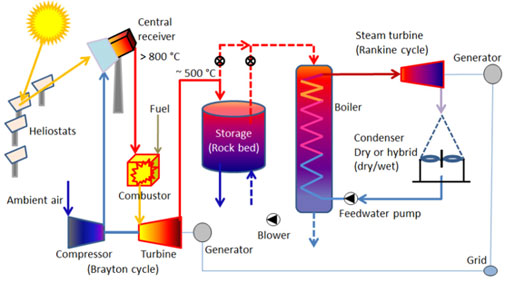 Central
receiver
> 800 °C
~ 500 °C
Steam turbine
(Rankine cycle)
Generator
Fuel
Heliostats
Storage
(Rock bed)
Boiler
Condenser
Dry or hybrid
(dry/wet)
Combustor
Ambient air
Feedwater pump
Blower
Compressor
Turbine
Generator
(Brayton cycle)
Grid